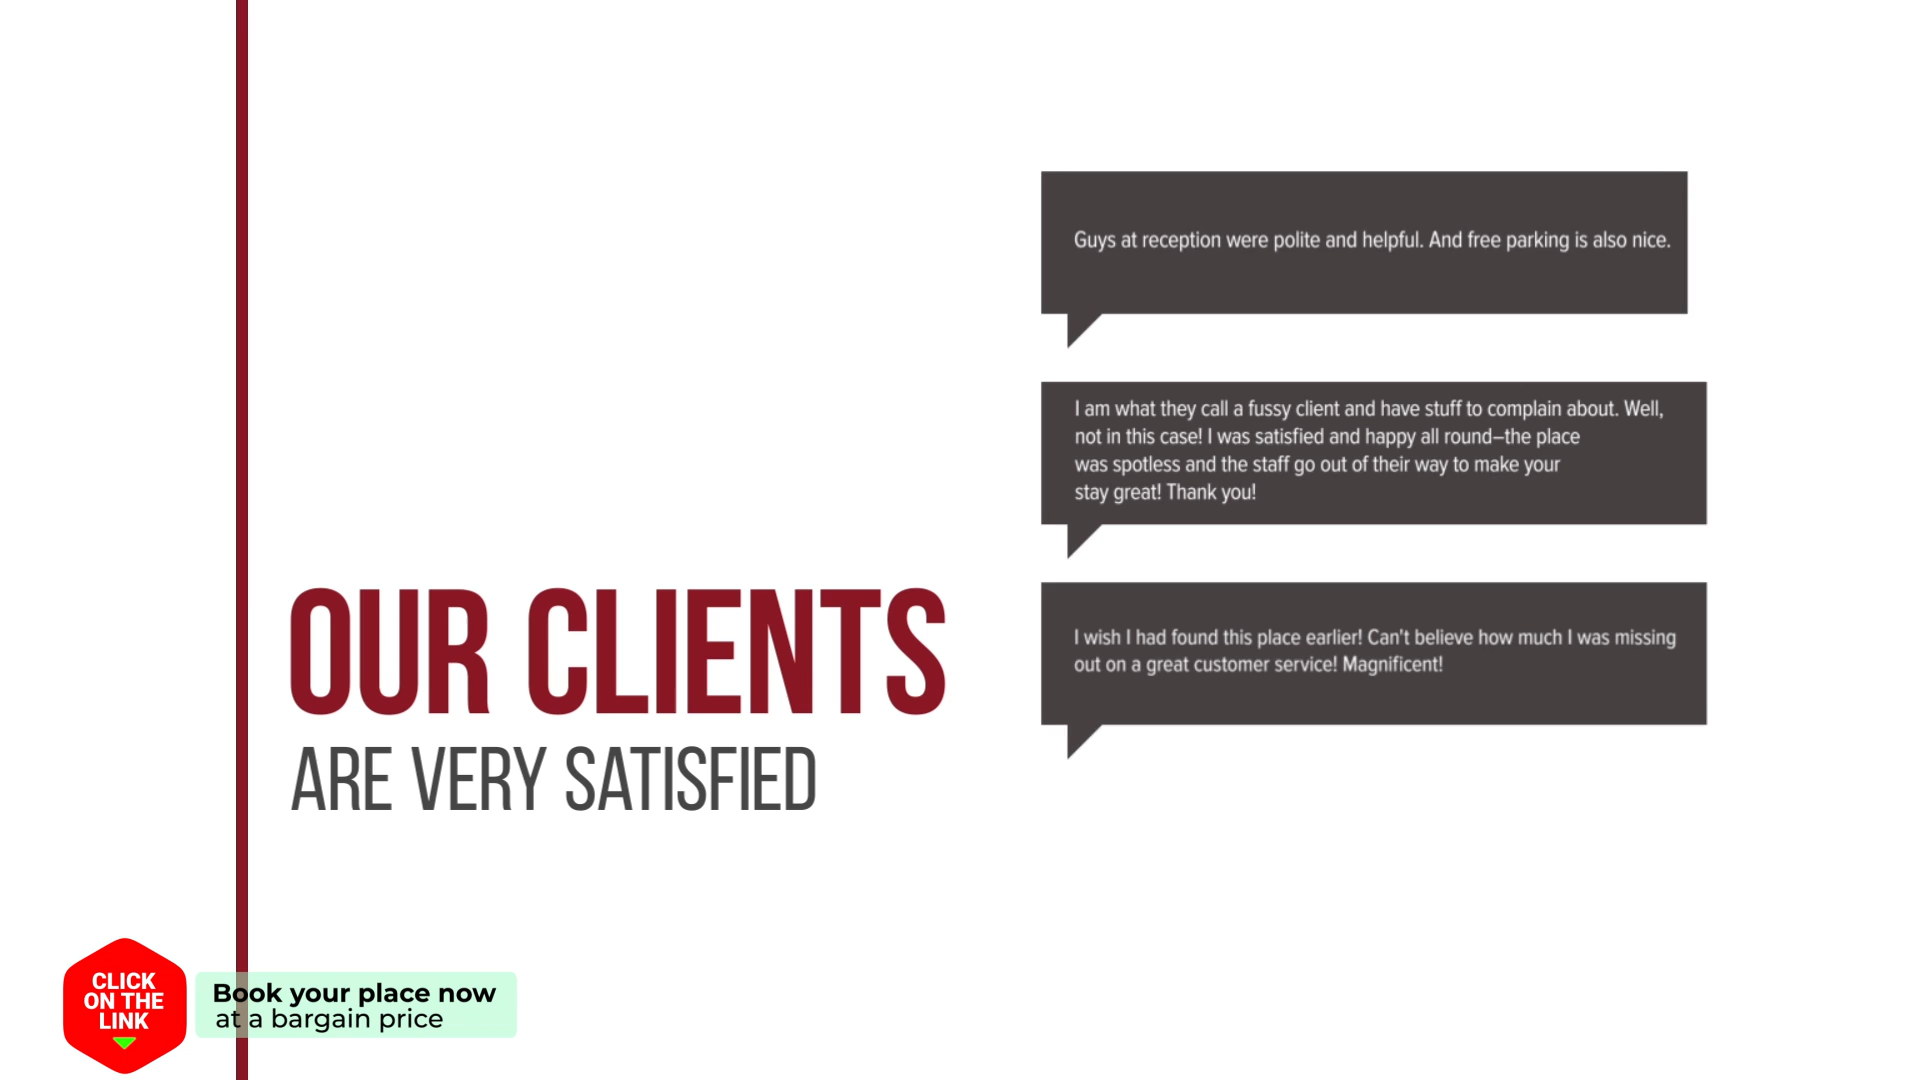 OUR CLIENTS
ARE VERY SATISFIED
Guys at reception were polite and helpful. And free parking is also nice.
I am what they call a fussy client and have stuff to complain about. Well,
not in this case! I was satisfied and happy all round–the place
was spotless and the staff go out of their way to make your
stay great! Thank you!
I wish I had found this place earlier! Can't believe how much I was missing
out on a great customer service! Magnificent!
CLICK
ON THE
LINK
Book your place now
at a bargain price